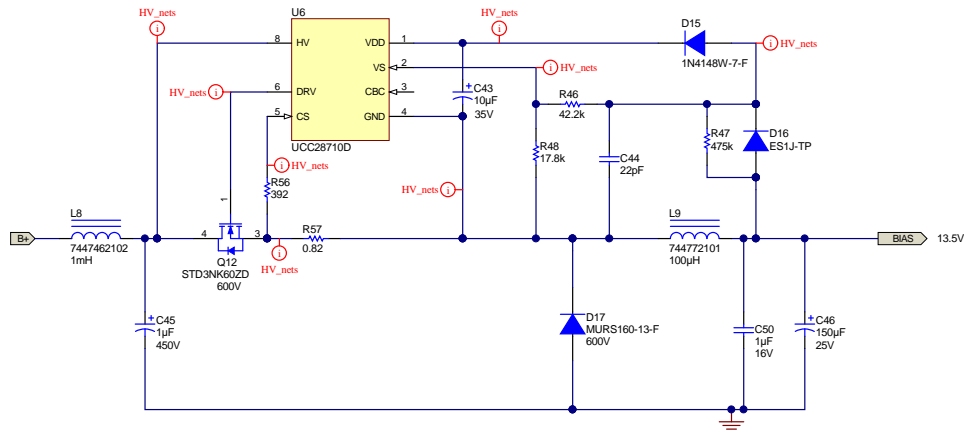 HV_nets
U6
HV_nets
D15
HV_nets
1N4148W-7-F
8
HV
VDD
1
VS
2
HV_nets
HV_nets
6
DRV
CBC
3
C43
10µF
35V
5
CS
GND
4
UCC28710D
R46
42.2k
R48
17.8k
C44
22pF
R47
475k
D16
ES1J-TP
HV_nets
R56
392
HV_nets
1
L8
7447462102
1mH
B+
4
3
Q12
STD3NK60ZD
600V
R57
0.82
HV_nets
L9
744772101
100µH
BIAS
13.5V
C45
1µF
450V
D17
MURS160-13-F
600V
C50
1µF
16V
C46
150µF
25V